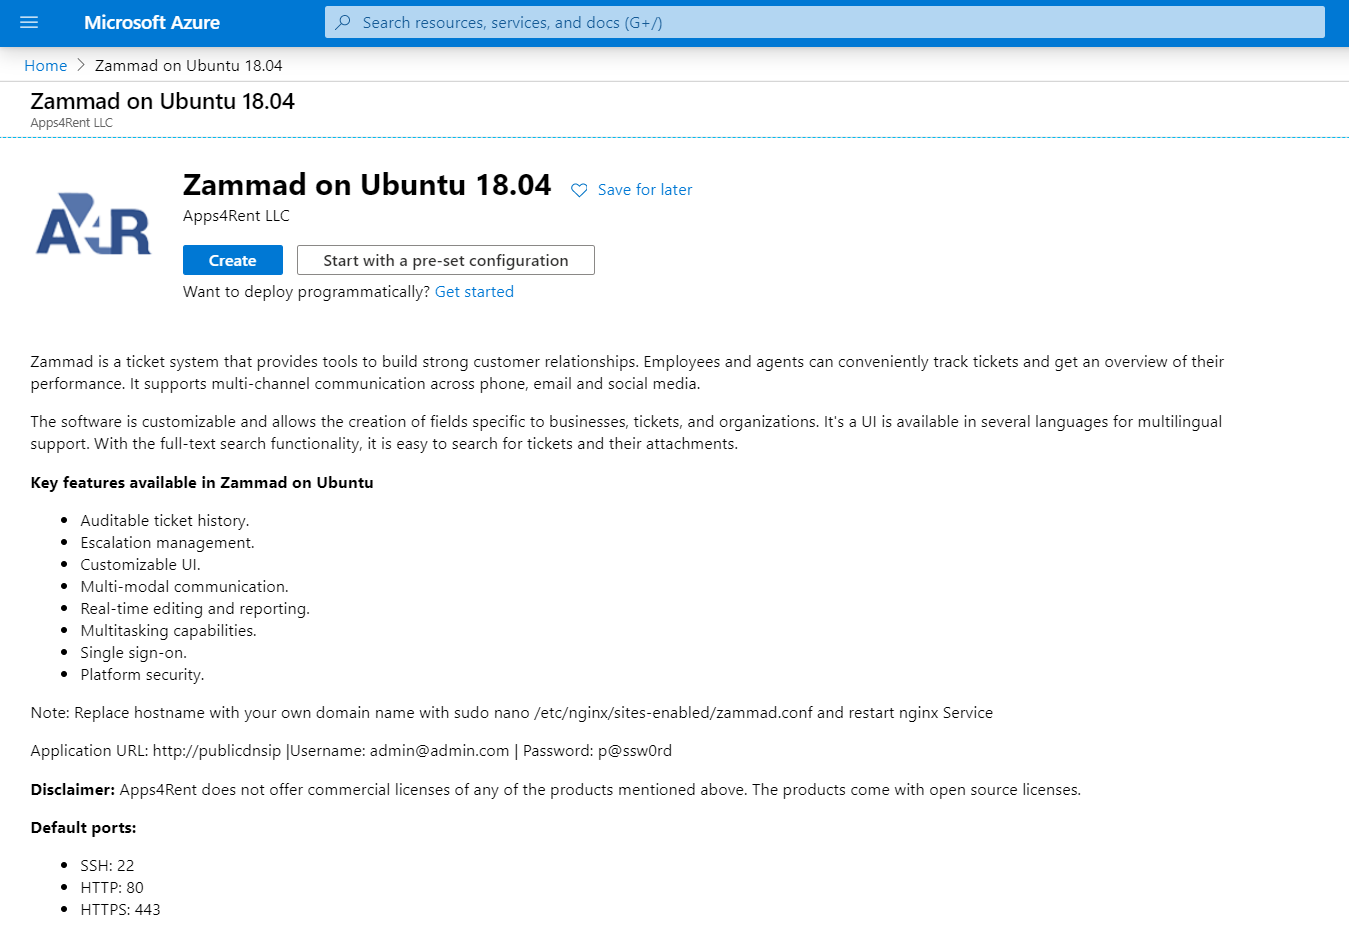 Microsoft Azure
Search resources, services, and docs (G+/)
Home > Zammad on Ubuntu 18.04
Zammad on Ubuntu 18.04
Apps4Rent LLC
A4R
Zammad on Ubuntu 18.04
Save for later
Apps4Rent LLC
Create
Start with a pre-set configuration
Want to deploy programmatically? Get started
Zammad is a ticket system that provides tools to build strong customer relationships. Employees and agents can conveniently track tickets and get an overview of their
performance. It supports multi-channel communication across phone, email and social media.
The software is customizable and allows the creation of fields specific to businesses, tickets, and organizations. It's a UI is available in several languages for multilingual
support. With the full-text search functionality, it is easy to search for tickets and their attachments.
Key features available in Zammad on Ubuntu
• Auditable ticket history.
• Escalation management.
• Customizable UI.
• Multi-modal communication.
• Real-time editing and reporting.
• Multitasking capabilities.
• Single sign-on.
• Platform security.
Note: Replace hostname with your own domain name with sudo nano /etc/nginx/sites-enabled/zammad.conf and restart nginx Service
Application URL: http://publicdnsip |Username: admin@admin.com | Password: p@ssw0rd
Disclaimer: Apps4Rent does not offer commercial licenses of any of the products mentioned above. The products come with open source licenses.
Default ports:
• SSH: 22
• HTTP: 80
• HTTPS: 443